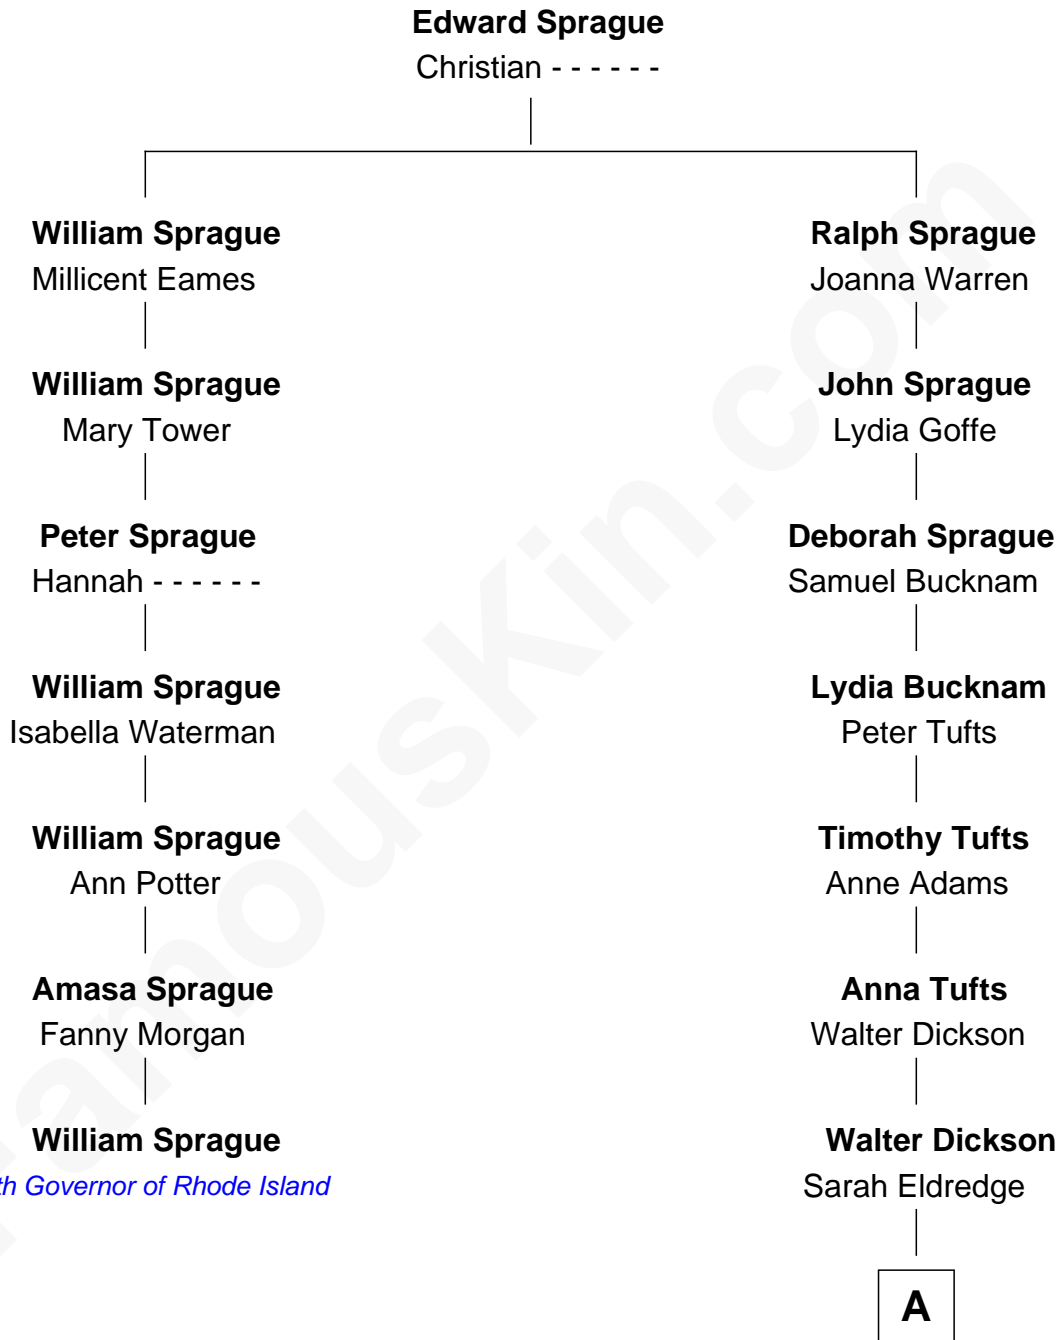 Edward Sprague
Christian - - - - - -
William Sprague
Millicent Eames
Ralph Sprague
Joanna Warren
William Sprague
Mary Tower
John Sprague
Lydia Goffe
Peter Sprague
Hannah - - - - - -
Deborah Sprague
Samuel Bucknam
William Sprague
Isabella Waterman
Lydia Bucknam
Peter Tufts
William Sprague
Ann Potter
Timothy Tufts
Anne Adams
Amasa Sprague
Fanny Morgan
Anna Tufts
Walter Dickson
William Sprague
th Governor of Rhode Island
Walter Dickson
Sarah Eldredge
A
FamousKin.com